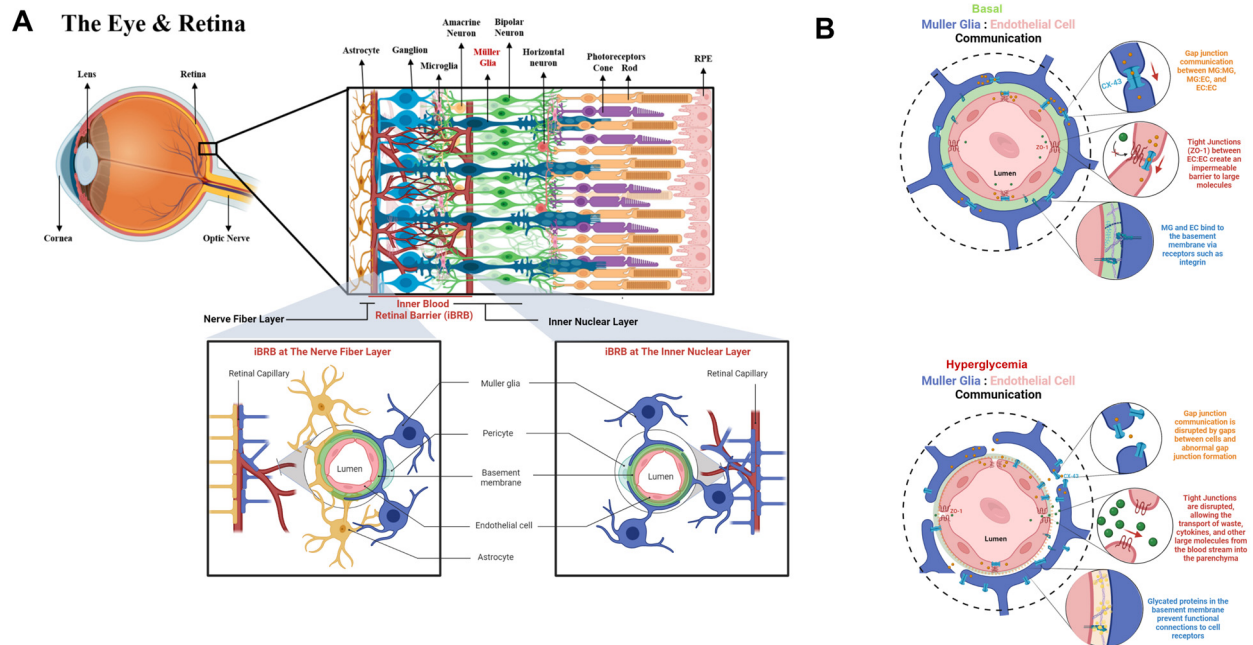 A
The Eye & Retina
Lens
Retina
Cornea
Optic Nerve
Astrocyte
Ganglion
Microglia
Amacrine
Neuron
Müller
Glia
Bipolar
Neuron
Horizontal
neuron
Photoreceptors
Cone Rod
RPE
Inner Blood
Retinal Barrier (iBRB)
Nerve Fiber Layer
Inner Nuclear Layer
iBRB at The Nerve Fiber Layer
Retinal Capillary
Lumen
Muller glia
Pericyte
Basement
membrane
Endothelial cell
Astrocyte
iBRB at The Inner Nuclear Layer
Retinal Capillary
Lumen
B
Basal
Muller Glia : Endothelial Cell
Communication
CX-43
Gap junction
communication
between MG:MG,
MG:EC, and
EC:EC
ZO-1
Lumen
Tight Junctions
(ZO-1) between
EC:EC create an
impermeable
barrier to large
molecules
MG and EC bind to
the basement
membrane via
receptors such as
integrin
Hyperglycemia
Muller Glia : Endothelial Cell
Communication
Gap junction
communication is
disrupted by gaps
between cells and
abnormal gap
junction formation
CX-43
ZO-1
Lumen
Tight Junctions
are disrupted,
allowing the
transport of waste,
cytokines, and other
large molecules from
the blood stream into
the parenchyma
Glycated proteins in the
basement membrane
prevent functional
connections to cell
receptors